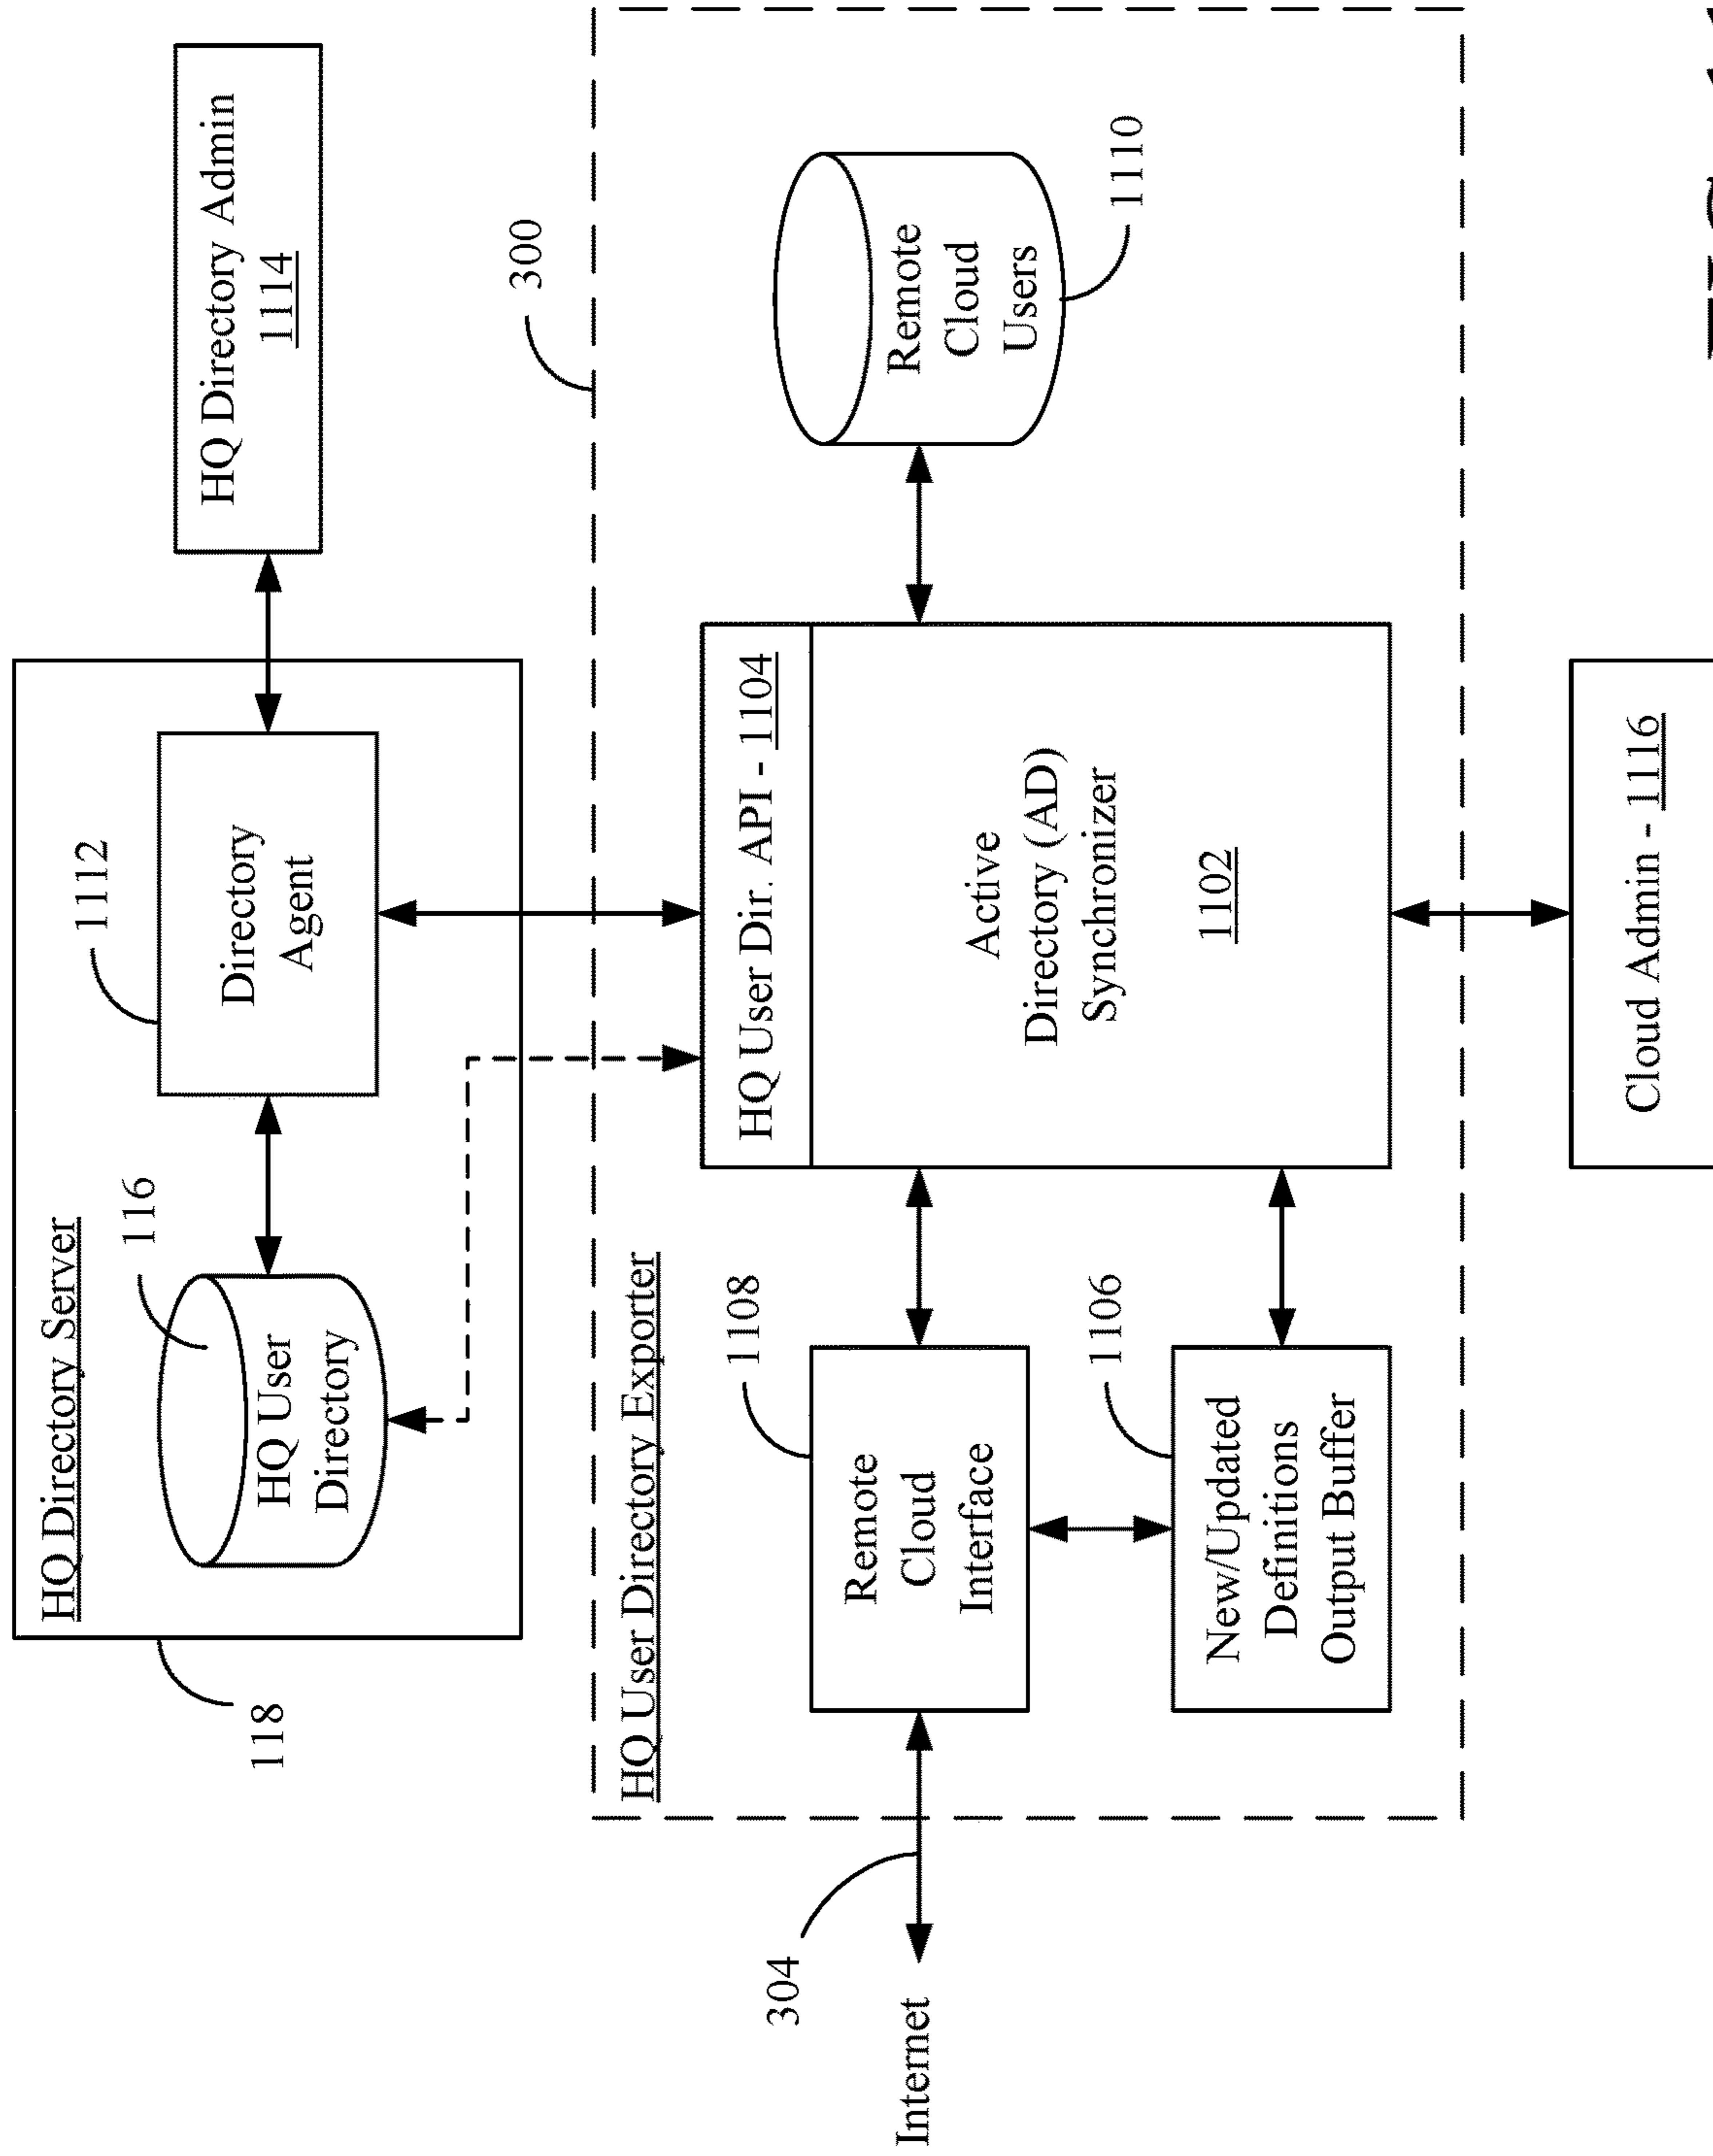 HQ Directory Server
118
116
HQ User
Directory
1112
Directory
Agent
HQ Directory Admin
1114
300
HQ User Directory Exporter
HQ User Dir. API - 1104
Active
Directory (AD)
Synchronizer
1102
1108
Remote
Cloud
Interface
1106
New/Updated
Definitions
Output Buffer
Remote
Cloud
Users
1110
304
Internet
Cloud Admin - 1116